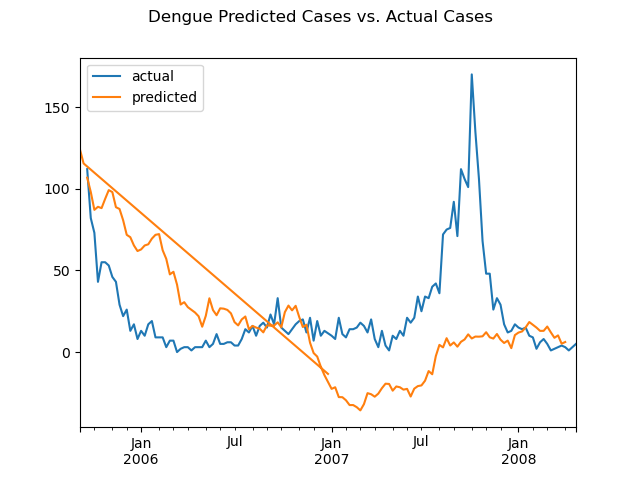 Dengue Predicted Cases vs. Actual Cases
actual
predicted
150
100
50
0
Jan
2006
Jul
Jan
2007
Jul
Jan
2008